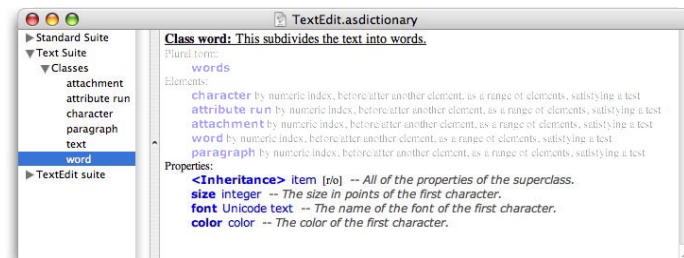 TextEdit.asdictionary
Standard Suite
Text Suite
Classes
attachment
attribute run
character
paragraph
text
word
TextEdit suite
Class word: This subdivides the text into words.
Plural form:
words
Elements:
character by numeric index, before/after another element, as a range of elements, satisfying a test
attribute run by numeric index, before/after another element, as a range of elements, satisfying a test
attachment by numeric index, before/after another element, as a range of elements, satisfying a test
word by numeric index, before/after another element, as a range of elements, satisfying a test
paragraph by numeric index, before/after another element, as a range of elements, satisfying a test
Properties:
<Inheritance> item [r/o] -- All of the properties of the superclass.
size integer -- The size in points of the first character.
font Unicode text -- The name of the font of the first character.
color color -- The color of the first character.